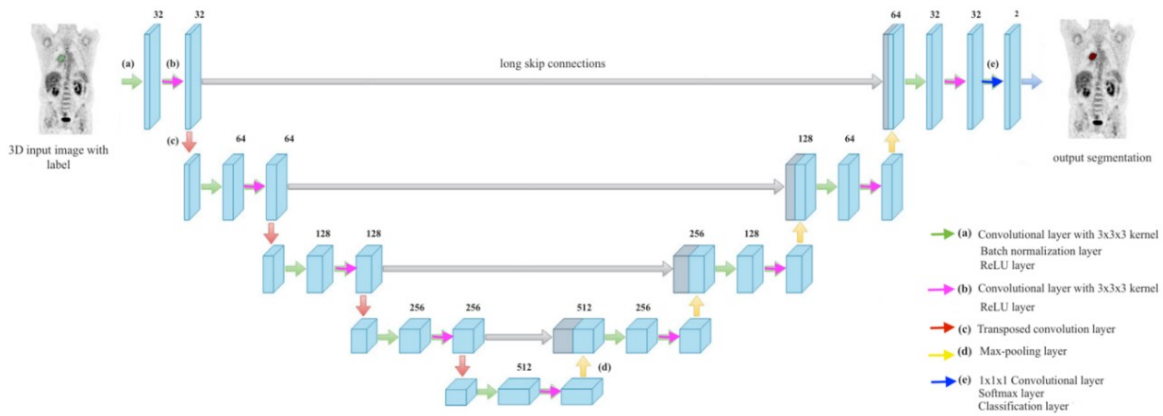 32
32
64
32
32
2
(a)
(b)
(e)
long skip connections
3D input image with
label
output segmentation
(c)
64
64
128
64
128
128
256
128
256
256
512
256
512
(d)
(a) Convolutional layer with 3x3x3 kernel
Batch normalization layer
ReLU layer
(b) Convolutional layer with 3x3x3 kernel
ReLU layer
(c) Transposed convolution layer
(d) Max-pooling layer
(e) 1x1x1 Convolutional layer
Softmax layer
Classification layer